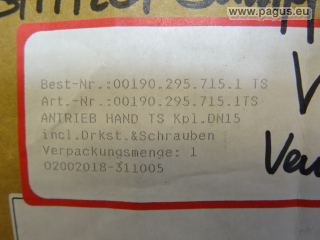 © www.pagus.eu
Best-Nr.:00190.295.715.1 TS
Art.-Nr.:00190.295.715.1TS
ANTRIEB HAND TS Kpl.DN15
incl.Drkst.&Schrauben
Verpackungsmenge: 1
02002018-311005